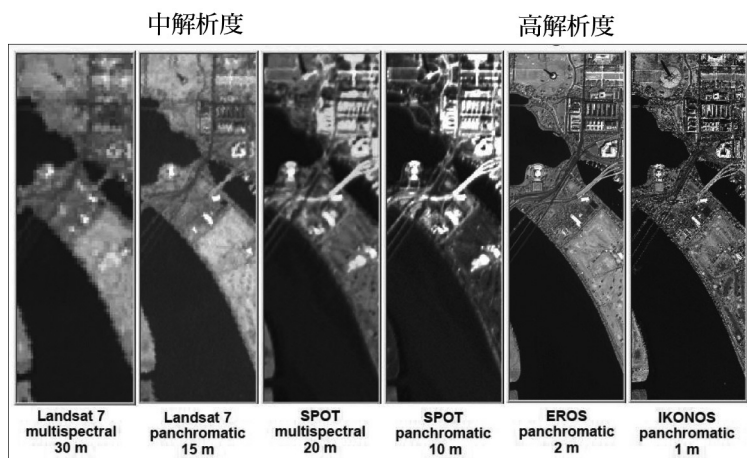 中解析度
高解析度
Landsat 7
multispectral
30 m
Landsat 7
panchromatic
15 m
SPOT
multispectral
20 m
SPOT
panchromatic
10 m
EROS
panchromatic
2 m
IKONOS
panchromatic
1 m